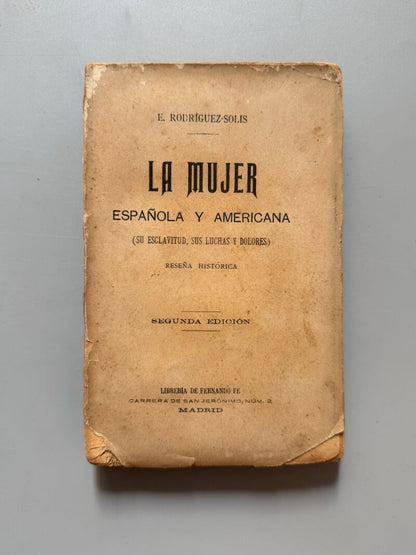 E. RODRÍGUEZ-SOLIS
LA MUJER
ESPAÑOLA Y AMERICANA
(SU ESCLAVITUD, SUS LUCHAS Y DOLORES)
RESEÑA HISTÓRICA
SEGUNDA EDICIÓN
LIBRERÍA DE FERNANDO FE
CARRERA DE SAN JERÓNIMO, NÚM. 2
MADRID